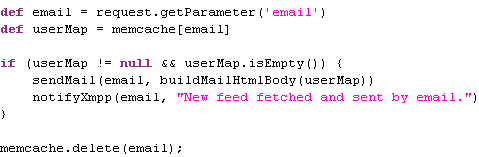 def email = request.getParameter('email')
def userMap = memcache[email]
if (userMap != null && userMap.isEmpty()) {
sendMail(email, buildMailHtmlBody(userMap))
notifyXmpp(email, "New feed fetched and sent by email.")
}
memcache.delete(email);